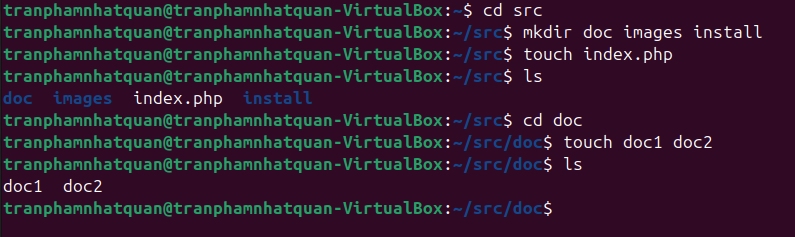 tranphamnhatquan@tranphamnhatquan-VirtualBox:~$ cd src
tranphamnhatquan@tranphamnhatquan-VirtualBox:~/src$ mkdir doc images install
tranphamnhatquan@tranphamnhatquan-VirtualBox:~/src$ touch index.php
tranphamnhatquan@tranphamnhatquan-VirtualBox:~/src$ ls
doc  images  index.php  install
tranphamnhatquan@tranphamnhatquan-VirtualBox:~/src$ cd doc
tranphamnhatquan@tranphamnhatquan-VirtualBox:~/src/doc$ touch doc1 doc2
tranphamnhatquan@tranphamnhatquan-VirtualBox:~/src/doc$ ls
doc1  doc2
tranphamnhatquan@tranphamnhatquan-VirtualBox:~/src/doc$